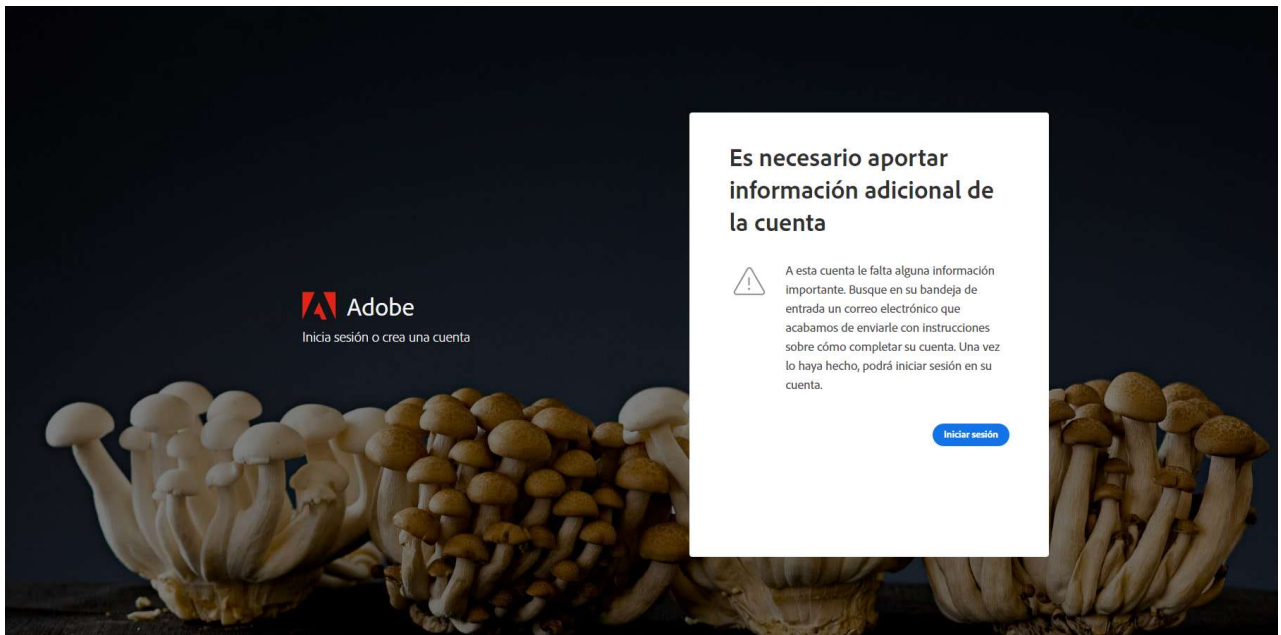 Adobe
Inicia sesión o crea una cuenta
Es necesario aportar
información adicional de
la cuenta
A esta cuenta le falta alguna información
importante. Busque en su bandeja de
entrada un correo electrónico que
acabamos de enviarle con instrucciones
sobre cómo completar su cuenta. Una vez
lo haya hecho, podrá iniciar sesión en su
cuenta.
Iniciar sesión